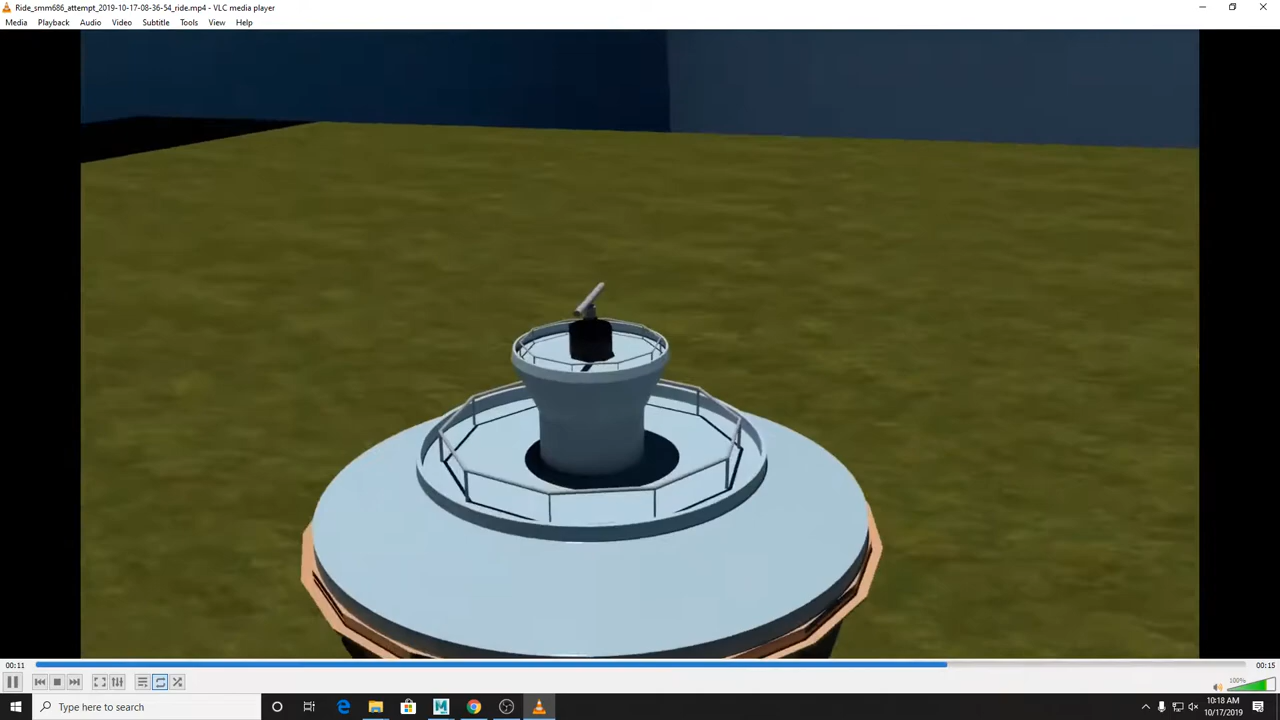 Ride_smm686_attempt_2019-10-17-08-36-54_ride.mp4 - VLC media player
Media Playback Audio Video Subtitle Tools View Help
00:11
00:15
100%
Type here to search
10:18 AM
10/17/2019